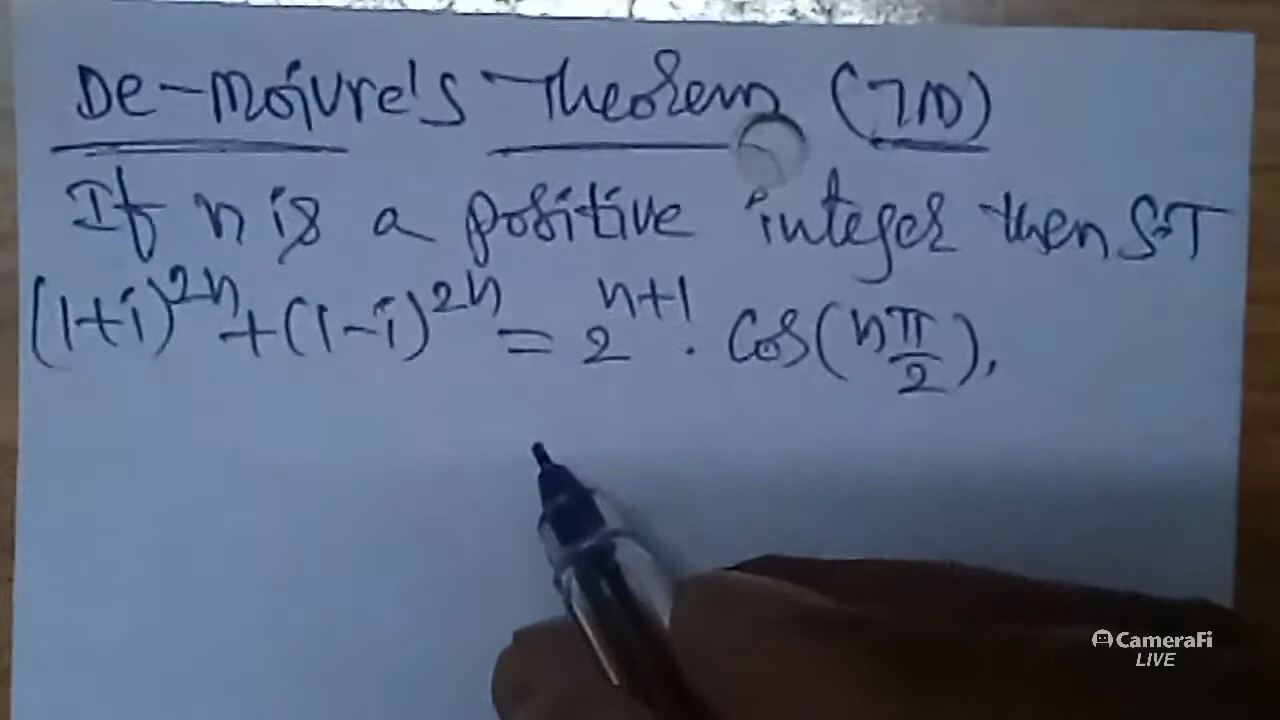 De-Moivre's Theorem (7M)
If n is a positive integer then S.T
(1+i)^2n + (1-i)^2n = 2^n+1 . Cos(n π/2).
CameraFi
LIVE